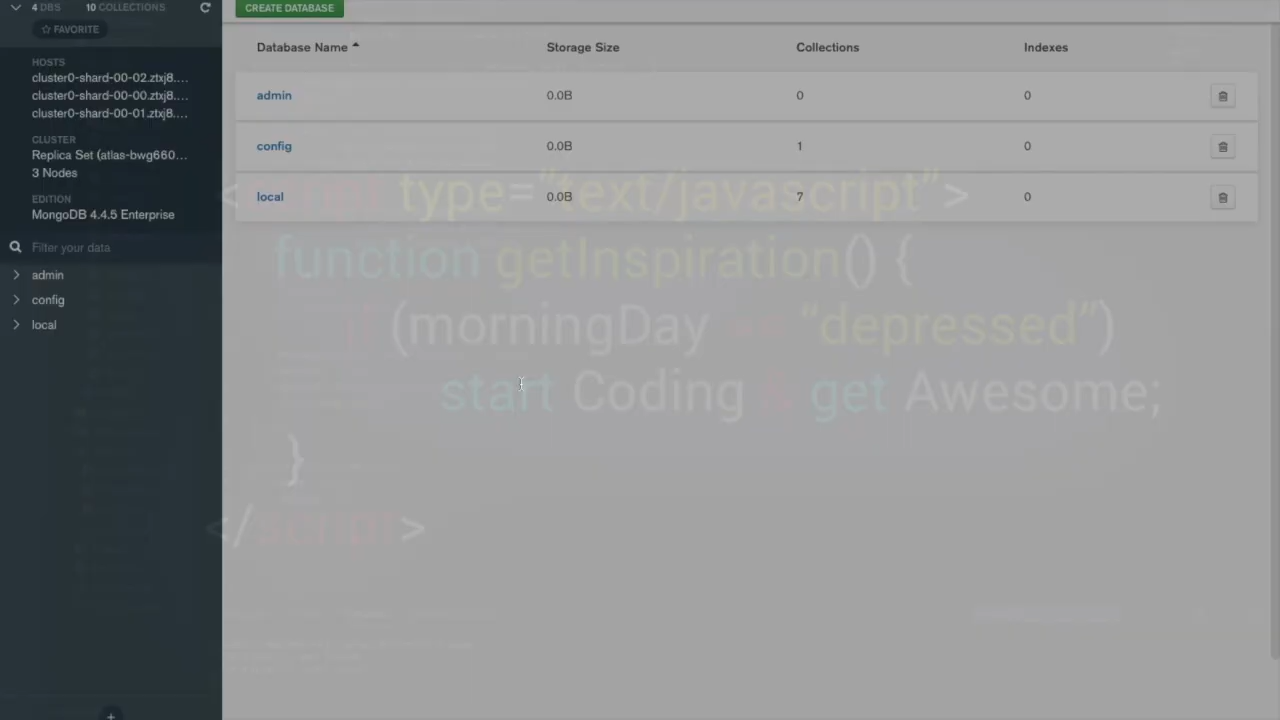 4 DBS 10 COLLECTIONS
FAVORITE
HOSTS
cluster0-shard-00-02.ztxj8....
cluster0-shard-00-00.ztxj8....
cluster0-shard-00-01.ztxj8....
CLUSTER
Replica Set (atlas-bwg660...
3 Nodes
EDITION
MongoDB 4.4.5 Enterprise
Filter your data
admin
config
local
CREATE DATABASE
Database Name Storage Size Collections Indexes
admin 0.0B 0 0
config 0.0B 1 0
local 0.0B 7 0
<script type="text/javascript">
function getInspiration() {
if (morningDay "depressed")
start Coding & get Awesome;
}
</script>